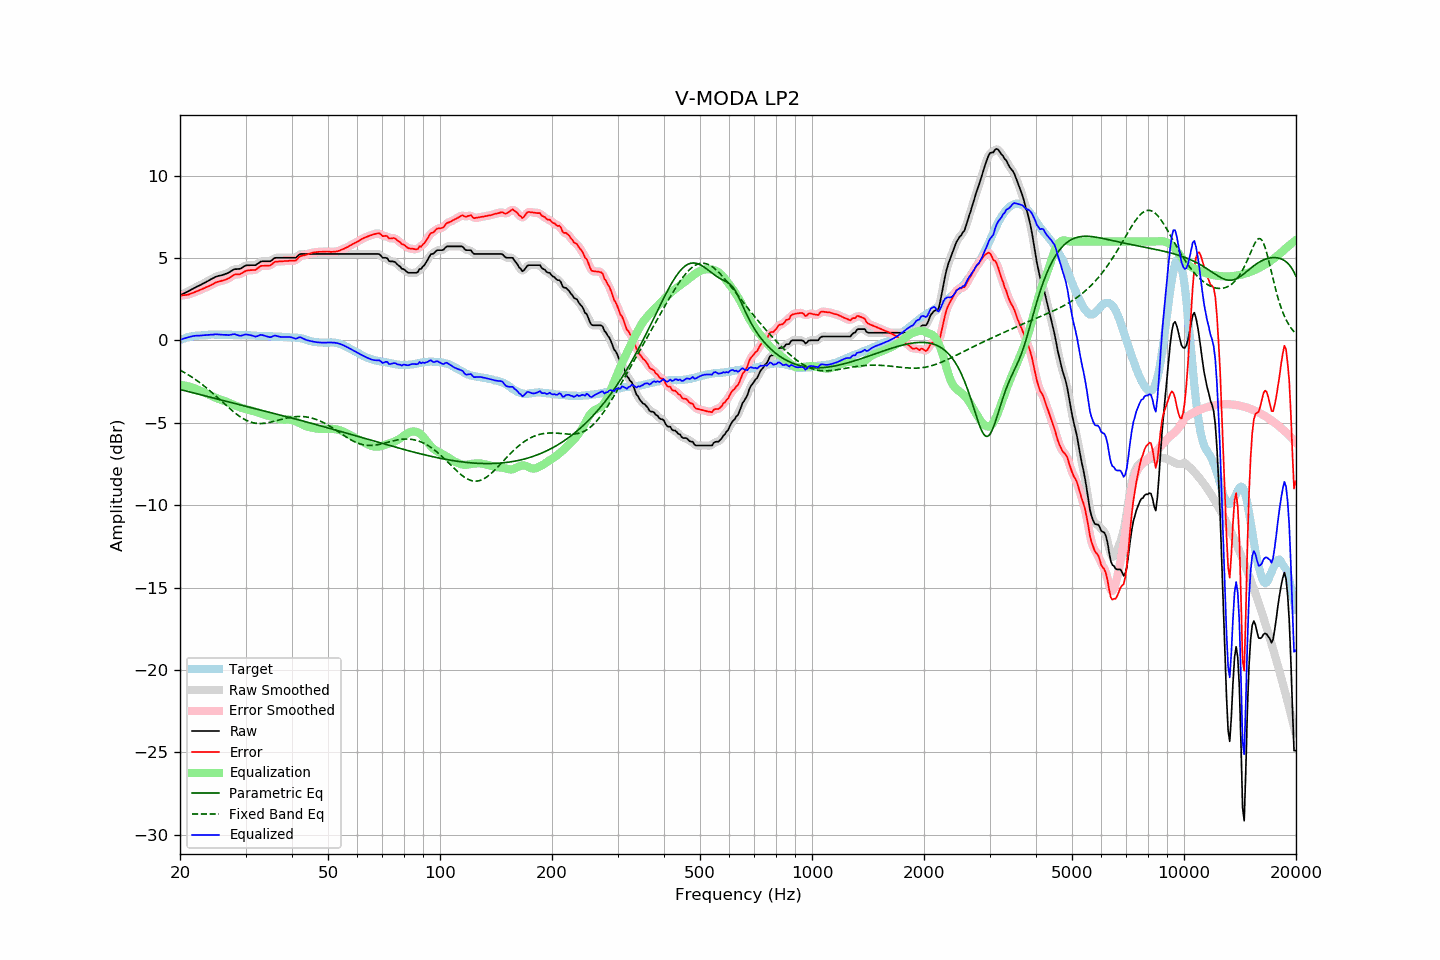 V-MODA LP2
Amplitude (dBr)
10
5
0
−5
−10
−15
−20
−25
−30
Target
Raw Smoothed
Error Smoothed
Raw
Error
Equalization
Parametric Eq
Fixed Band Eq
Equalized
20 50 100 200 500 1000 2000 5000 10000 20000
Frequency (Hz)